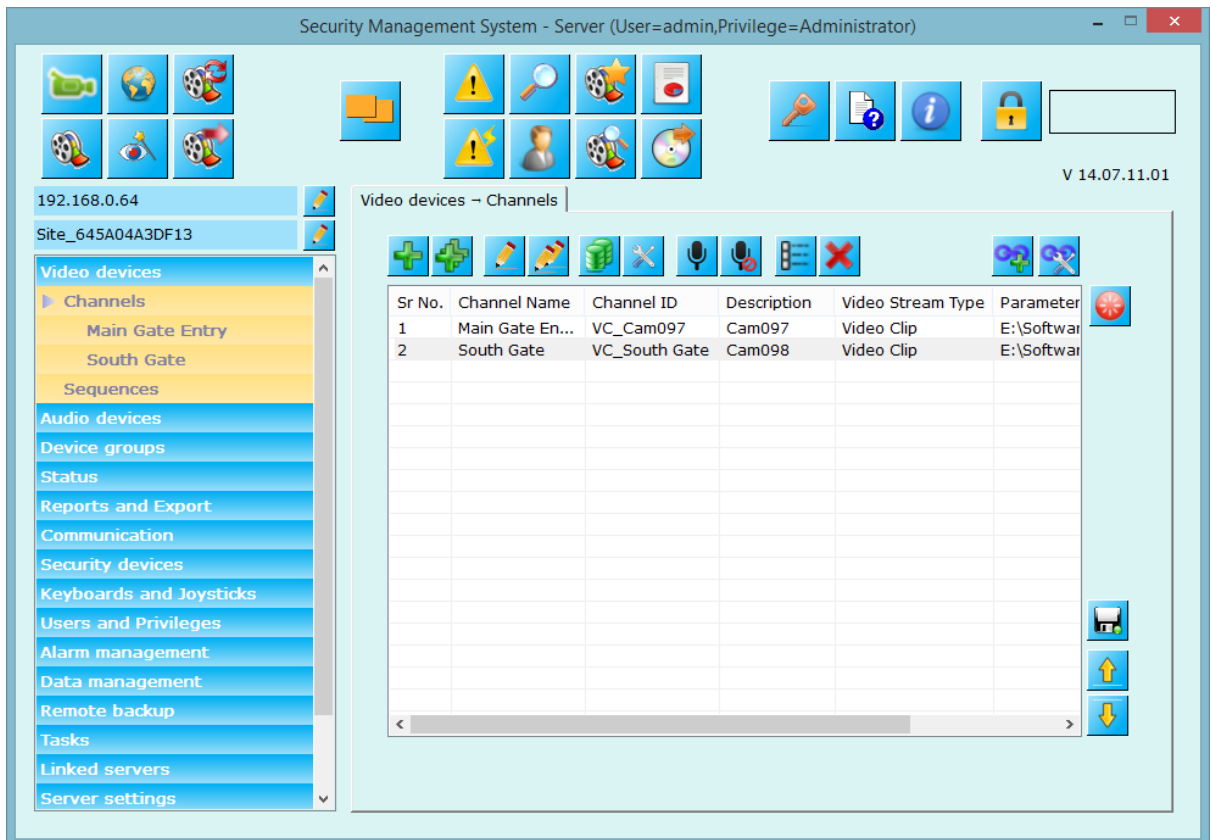 Security Management System - Server (User=admin,Privilege=Administrator)
V 14.07.11.01
192.168.0.64
Site_645A04A3DF13
Video devices
Channels
Main Gate Entry
South Gate
Sequences
Audio devices
Device groups
Status
Reports and Export
Communication
Security devices
Keyboards and Joysticks
Users and Privileges
Alarm management
Data management
Remote backup
Tasks
Linked servers
Server settings
Video devices → Channels
Sr No. Channel Name Channel ID Description Video Stream Type Parameter
1 Main Gate En... VC_Cam097 Cam097 Video Clip E:\Softwar
2 South Gate VC_South Gate Cam098 Video Clip E:\Softwar